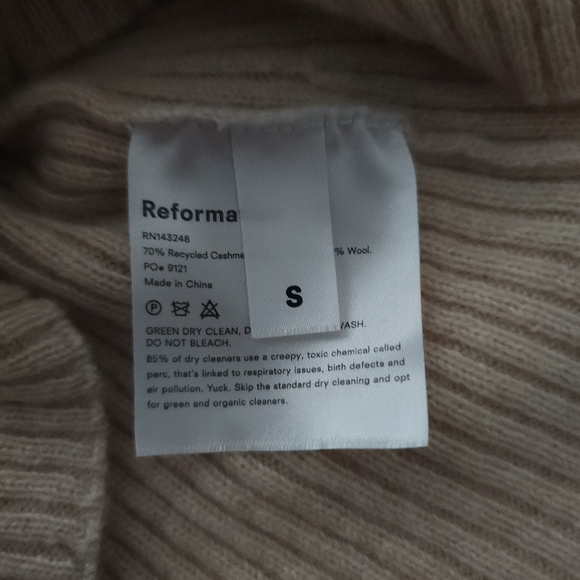 Reforma
RN143248
70% Recycled Cashme % Wool.
PO# 9121
Made in China
P
S
GREEN DRY CLEAN, D WASH.
DO NOT BLEACH.
85% of dry cleaners use a creepy, toxic chemical called
perc, that's linked to respiratory issues, birth defects and
air pollution. Yuck. Skip the standard dry cleaning and opt
for green and organic cleaners.